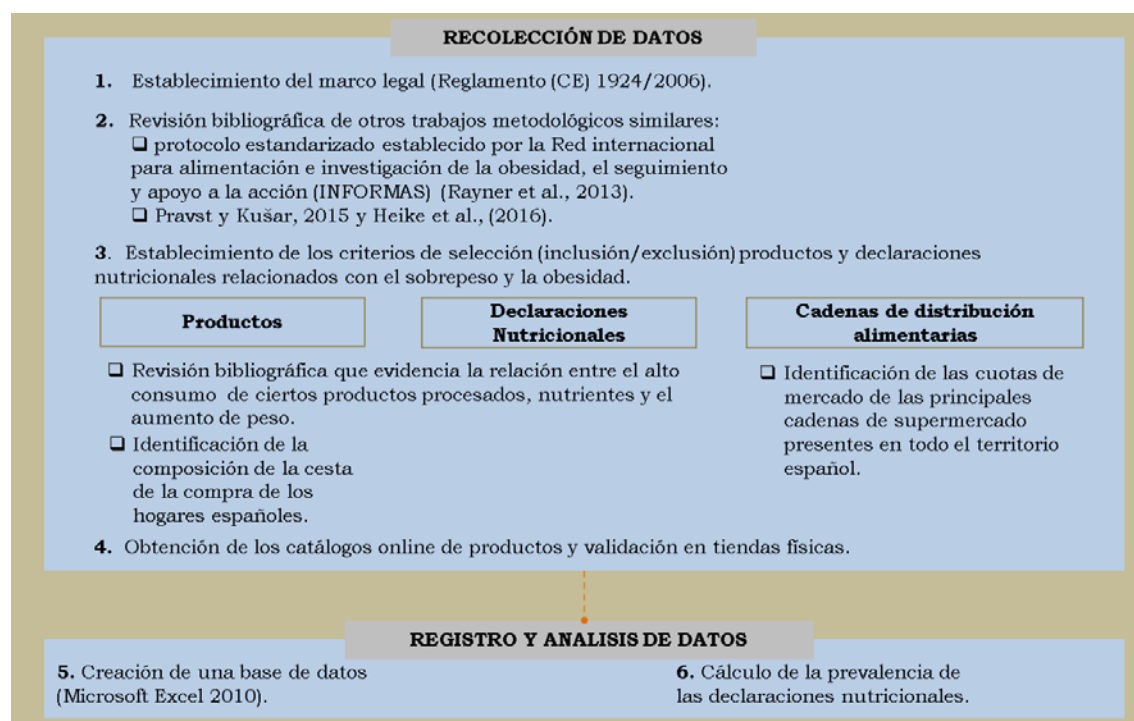 RECOLECCIÓN DE DATOS
1. Establecimiento del marco legal (Reglamento (CE) 1924/2006).
2. Revisión bibliográfica de otros trabajos metodológicos similares:
❑ protocolo estandarizado establecido por la Red internacional
para alimentación e investigación de la obesidad, el seguimiento
y apoyo a la acción (INFORMAS) (Rayner et al., 2013).
❑ Pravst y Kušar, 2015 y Heike et al., (2016).
3. Establecimiento de los criterios de selección (inclusión/exclusión) productos y declaraciones
nutricionales relacionados con el sobrepeso y la obesidad.
Productos
Declaraciones
Nutricionales
Cadenas de distribución
alimentarias
❑ Revisión bibliográfica que evidencia la relación entre el alto
consumo de ciertos productos procesados, nutrientes y el
aumento de peso.
❑ Identificación de la
composición de la cesta
de la compra de los
hogares españoles.
❑ Identificación de las cuotas de
mercado de las principales
cadenas de supermercado
presentes en todo el territorio
español.
4. Obtención de los catálogos online de productos y validación en tiendas físicas.
REGISTRO Y ANALISIS DE DATOS
5. Creación de una base de datos
(Microsoft Excel 2010).
6. Cálculo de la prevalencia de
las declaraciones nutricionales.